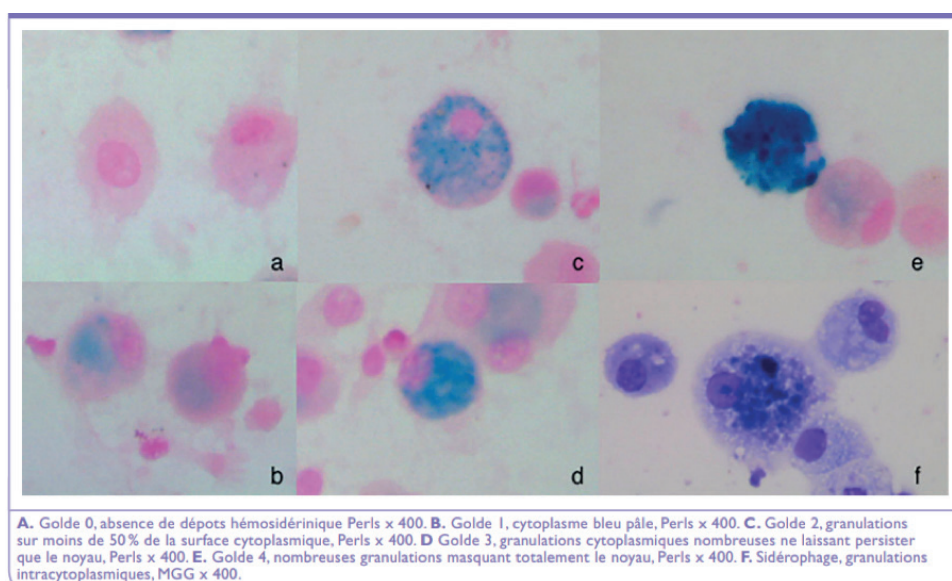 a
c
e
b
d
f
A. Golde 0, absence de dépots hémosidérinique Perls x 400. B. Golde 1, cytoplasme bleu pâle, Perls x 400. C. Golde 2, granulations
sur moins de 50 % de la surface cytoplasmique, Perls x 400. D Golde 3, granulations cytoplasmiques nombreuses ne laissant persister
que le noyau, Perls x 400. E. Golde 4, nombreuses granulations masquant totalement le noyau, Perls x 400. F. Sidérophage, granulations
intracytoplasmiques, MGG x 400.